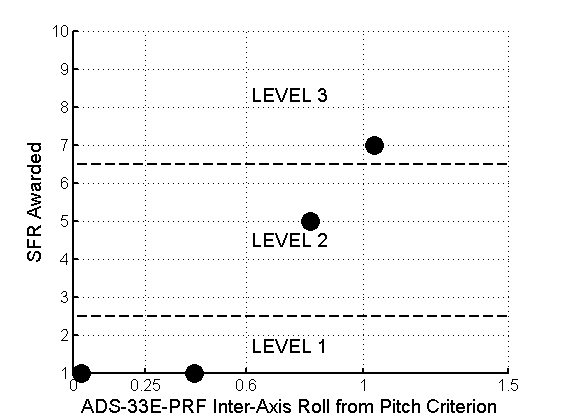 10
9
8
7
6
5
4
3
2
1
SFR Awarded
LEVEL 3
LEVEL 2
LEVEL 1
0 0.25 0.6 1 1.5
ADS-33E-PRF Inter-Axis Roll from Pitch Criterion